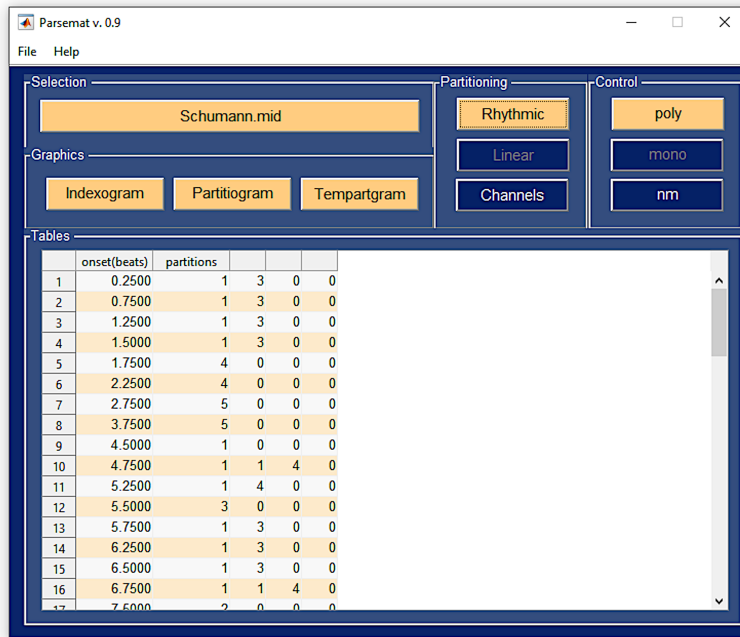 Parsemat v. 0.9
File Help
Selection
Schumann.mid
Graphics
Indexogram Partitiogram Tempartgram
Partitioning
Rhythmic
Linear
Channels
Control
poly
mono
nm
Tables
onset(beats) partitions
1 0.2500 1 3 0 0
2 0.7500 1 3 0 0
3 1.2500 1 3 0 0
4 1.5000 1 3 0 0
5 1.7500 4 0 0 0
6 2.2500 4 0 0 0
7 2.7500 5 0 0 0
8 3.7500 5 0 0 0
9 4.5000 1 0 0 0
10 4.7500 1 1 4 0
11 5.2500 1 4 0 0
12 5.5000 3 0 0 0
13 5.7500 1 3 0 0
14 6.2500 1 3 0 0
15 6.5000 1 3 0 0
16 6.7500 1 1 4 0
17 7.5000 2 0 0 0